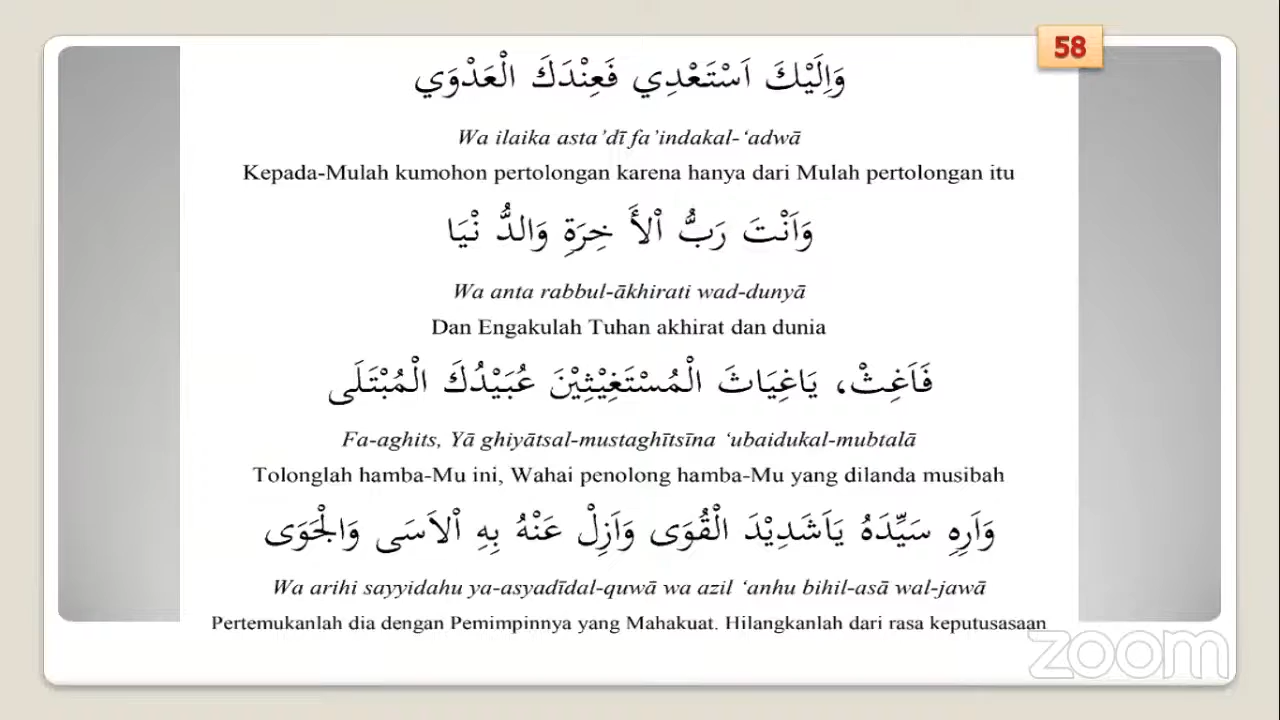 58
وَاِلَيْكَ اَسْتَعْدِي فَعِنْدَكَ الْعَدْوَي
Wa ilaika asta’dī fa’indakal-‘adwā
Kepada-Mulah kumohon pertolongan karena hanya dari Mulah pertolongan itu
وَاَنْتَ رَبُّ اْلأَ خِرَةِ وَالدُّ نْيَا
Wa anta rabbul-ākhirati wad-dunyā
Dan Engakulah Tuhan akhirat dan dunia
فَاَغِثْ، يَاغِيَاثَ الْمُسْتَغِيْثِيْنَ عُبَيْدُكَ الْمُبْتَلَى
Fa-aghits, Yā ghiyātsal-mustaghītsīna ‘ubaidukal-mubtalā
Tolonglah hamba-Mu ini, Wahai penolong hamba-Mu yang dilanda musibah
وَاَرِهِ سَيِّدَهُ يَاَشَدِيْدَ الْقُوَى وَاَزِلْ عَنْهُ بِهِ اْلاَسَى وَالْجَوَى
Wa arihi sayyidahu ya-asyadīdal-quwā wa azil ‘anhu bihil-asā wal-jawā
Pertemukanlah dia dengan Pemimpinnya yang Mahakuat. Hilangkanlah dari rasa keputusasaan
zoom